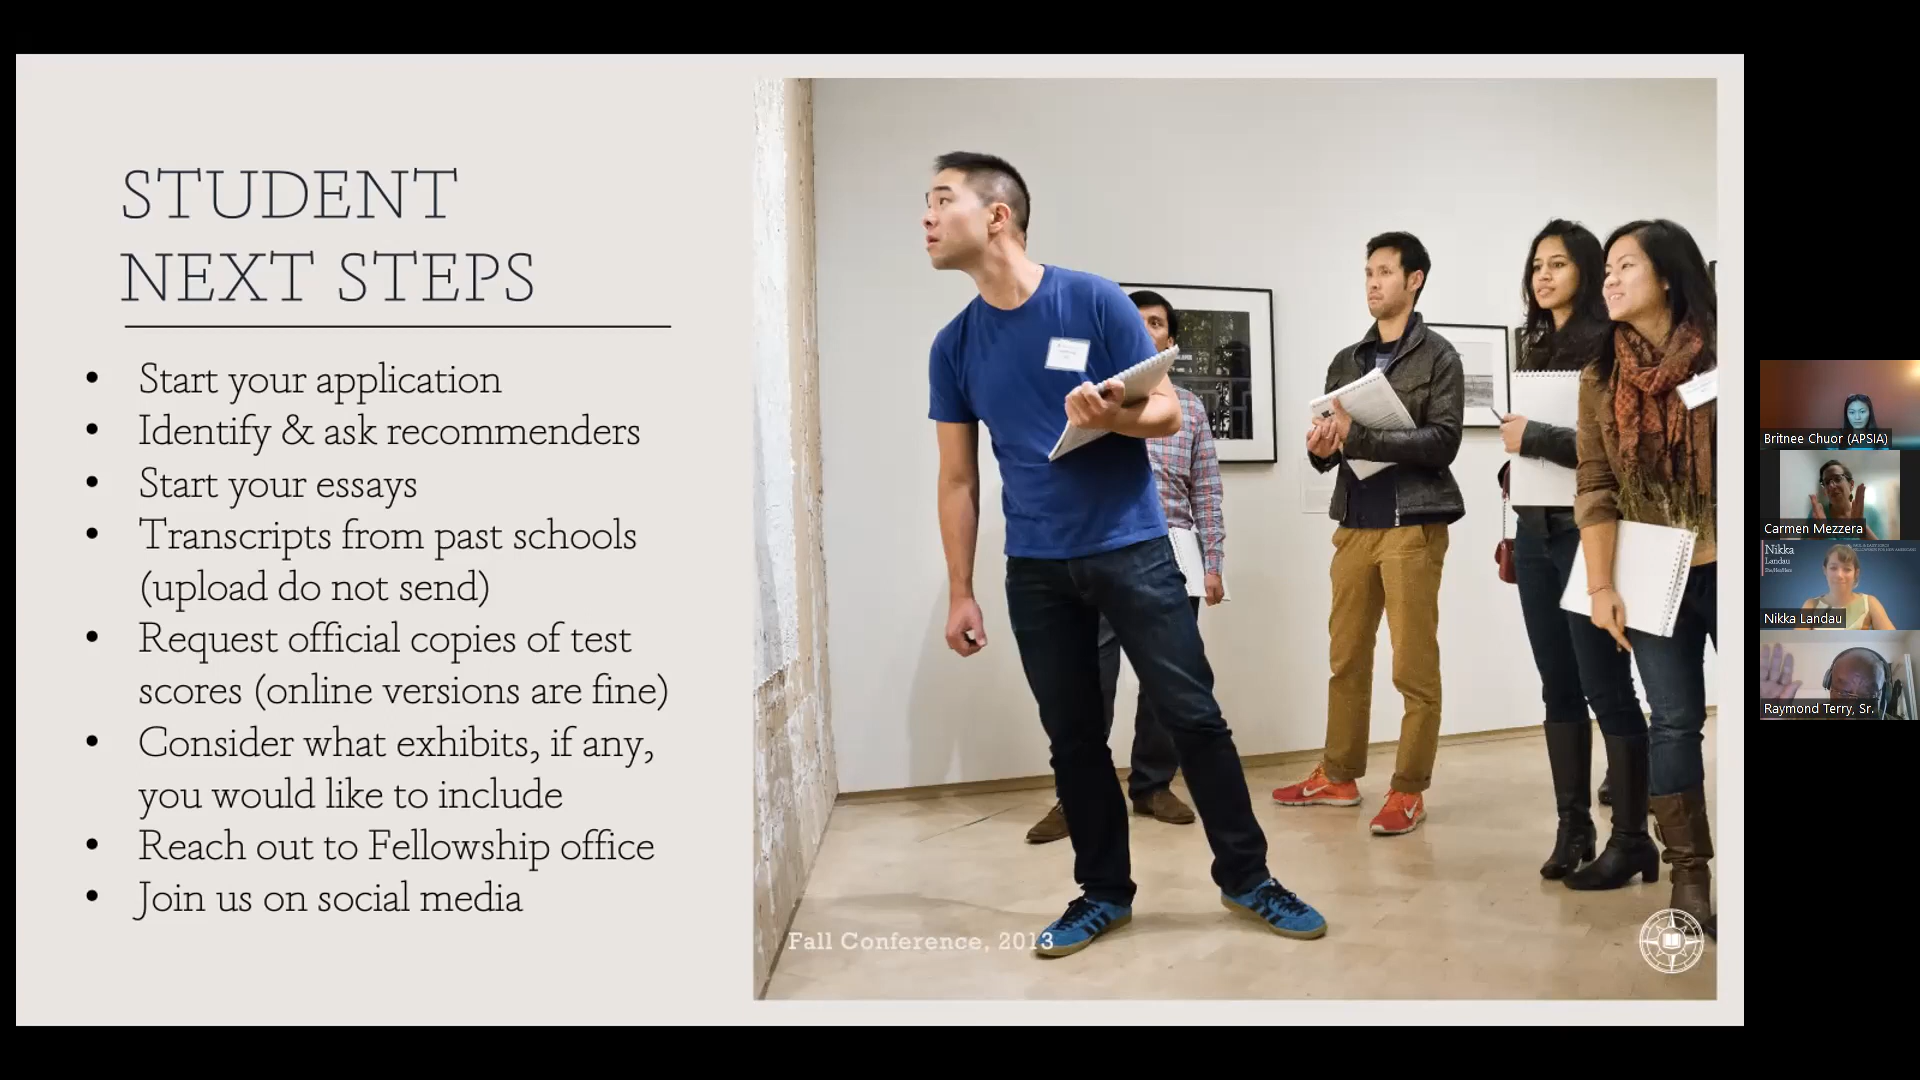 STUDENT
NEXT STEPS
• Start your application
• Identify & ask recommenders
• Start your essays
• Transcripts from past schools
(upload do not send)
• Request official copies of test
scores (online versions are fine)
• Consider what exhibits, if any,
you would like to include
• Reach out to Fellowship office
• Join us on social media
Fall Conference, 2013
Britnee Chuor (APSIA)
Carmen Mezzera
Nikka
Landau
Nikka Landau
Raymond Terry, Sr.